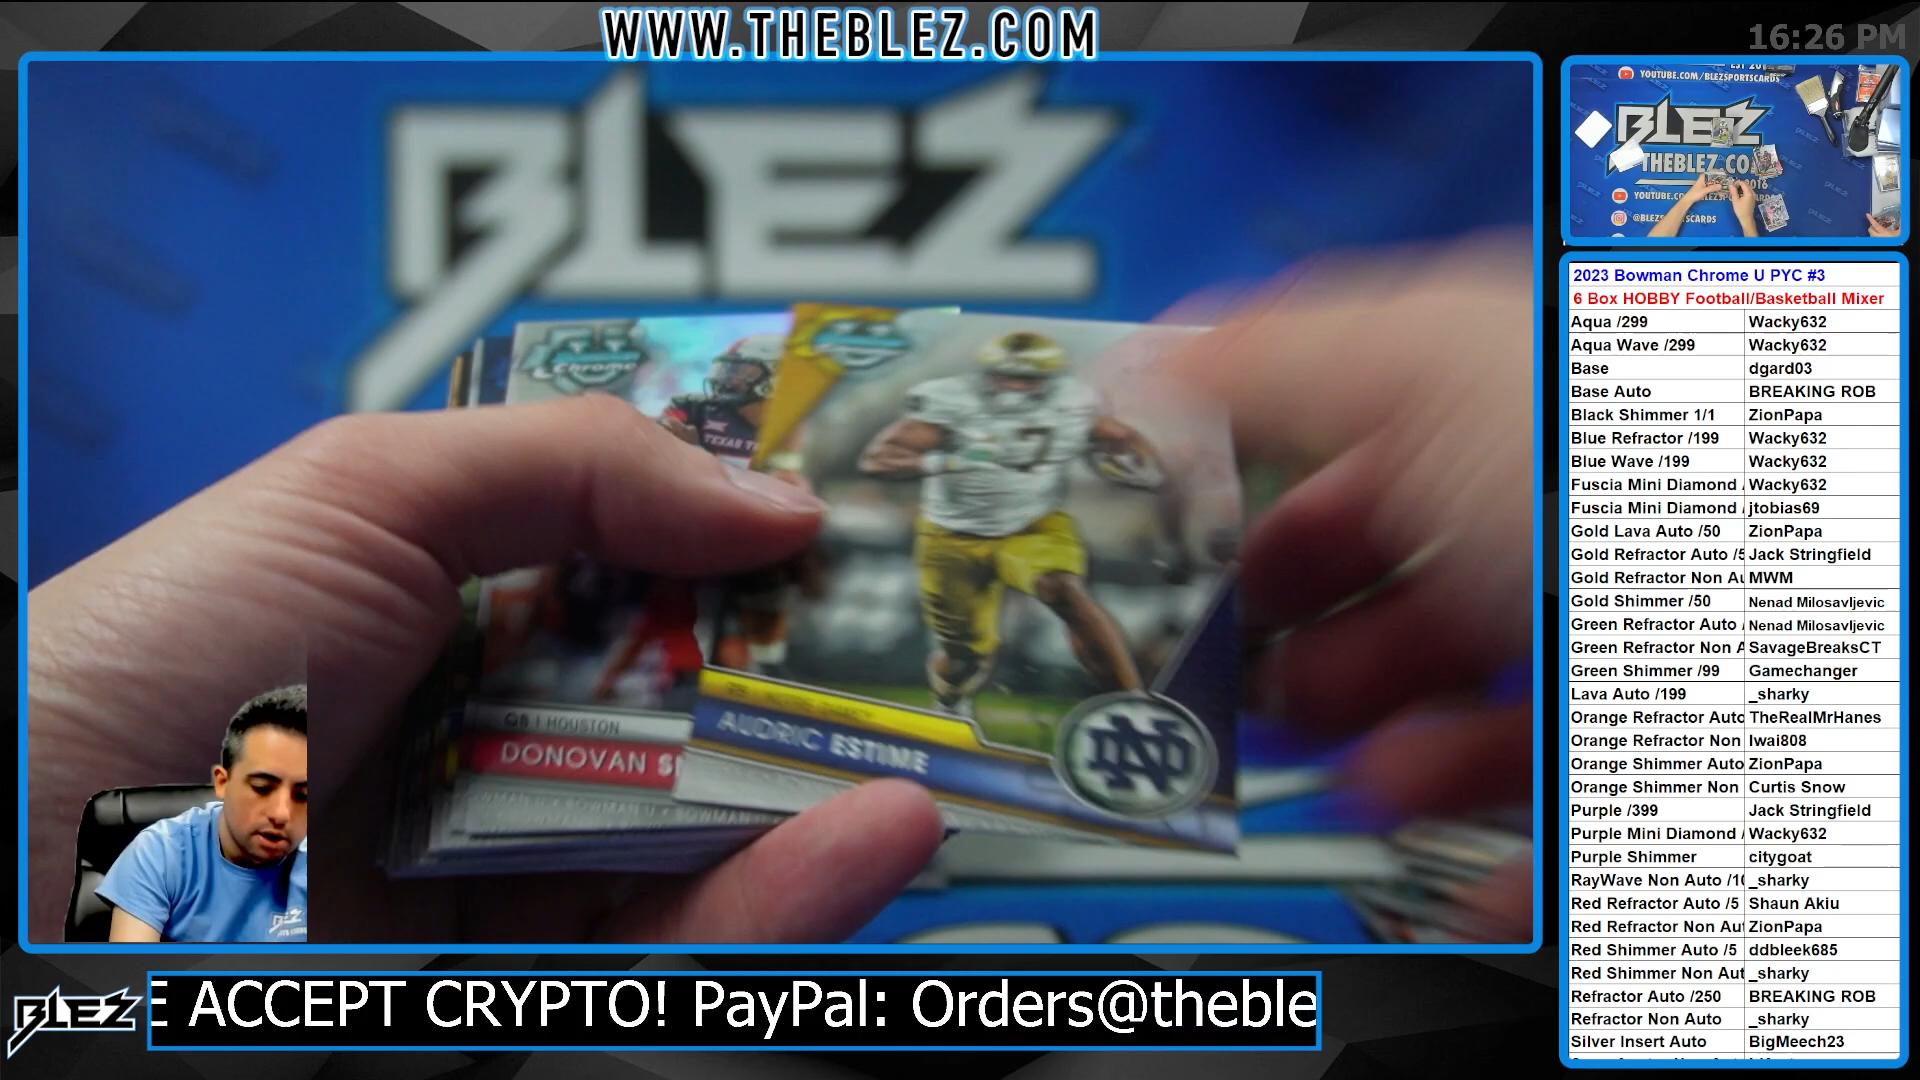 WWW.THEBLEZ.COM
16:26 PM
BLEZ
YOUTUBE.COM/BLEZSPORTSCARDS
BLEZ
THEBLEZ.CO
2016
@BLEZ
Chrome
TEXAS
QB | HOUSTON
DONOVAN
AUDRIC ESTIME
ND
BLEZ
2023 Bowman Chrome U PYC #3
6 Box HOBBY Football/Basketball Mixer
Aqua /299 Wacky632
Aqua Wave /299 Wacky632
Base dgard03
Base Auto BREAKING ROB
Black Shimmer 1/1 ZionPapa
Blue Refractor /199 Wacky632
Blue Wave /199 Wacky632
Fuscia Mini Diamond / Wacky632
Fuscia Mini Diamond / jtobias69
Gold Lava Auto /50 ZionPapa
Gold Refractor Auto /5 Jack Stringfield
Gold Refractor Non Au MWM
Gold Shimmer /50 Nenad Milosavljevic
Green Refractor Auto / Nenad Milosavljevic
Green Refractor Non A SavageBreaksCT
Green Shimmer /99 Gamechanger
Lava Auto /199 _sharky
Orange Refractor Auto TheRealMrHanes
Orange Refractor Non Iwai808
Orange Shimmer Auto ZionPapa
Orange Shimmer Non Curtis Snow
Purple /399 Jack Stringfield
Purple Mini Diamond / Wacky632
Purple Shimmer citygoat
RayWave Non Auto /10 _sharky
Red Refractor Auto /5 Shaun Akiu
Red Refractor Non Aut ZionPapa
Red Shimmer Auto /5 ddbleek685
Red Shimmer Non Aut _sharky
Refractor Auto /250 BREAKING ROB
Refractor Non Auto _sharky
Silver Insert Auto BigMeech23
BLEZ
E ACCEPT CRYPTO! PayPal: Orders@theble